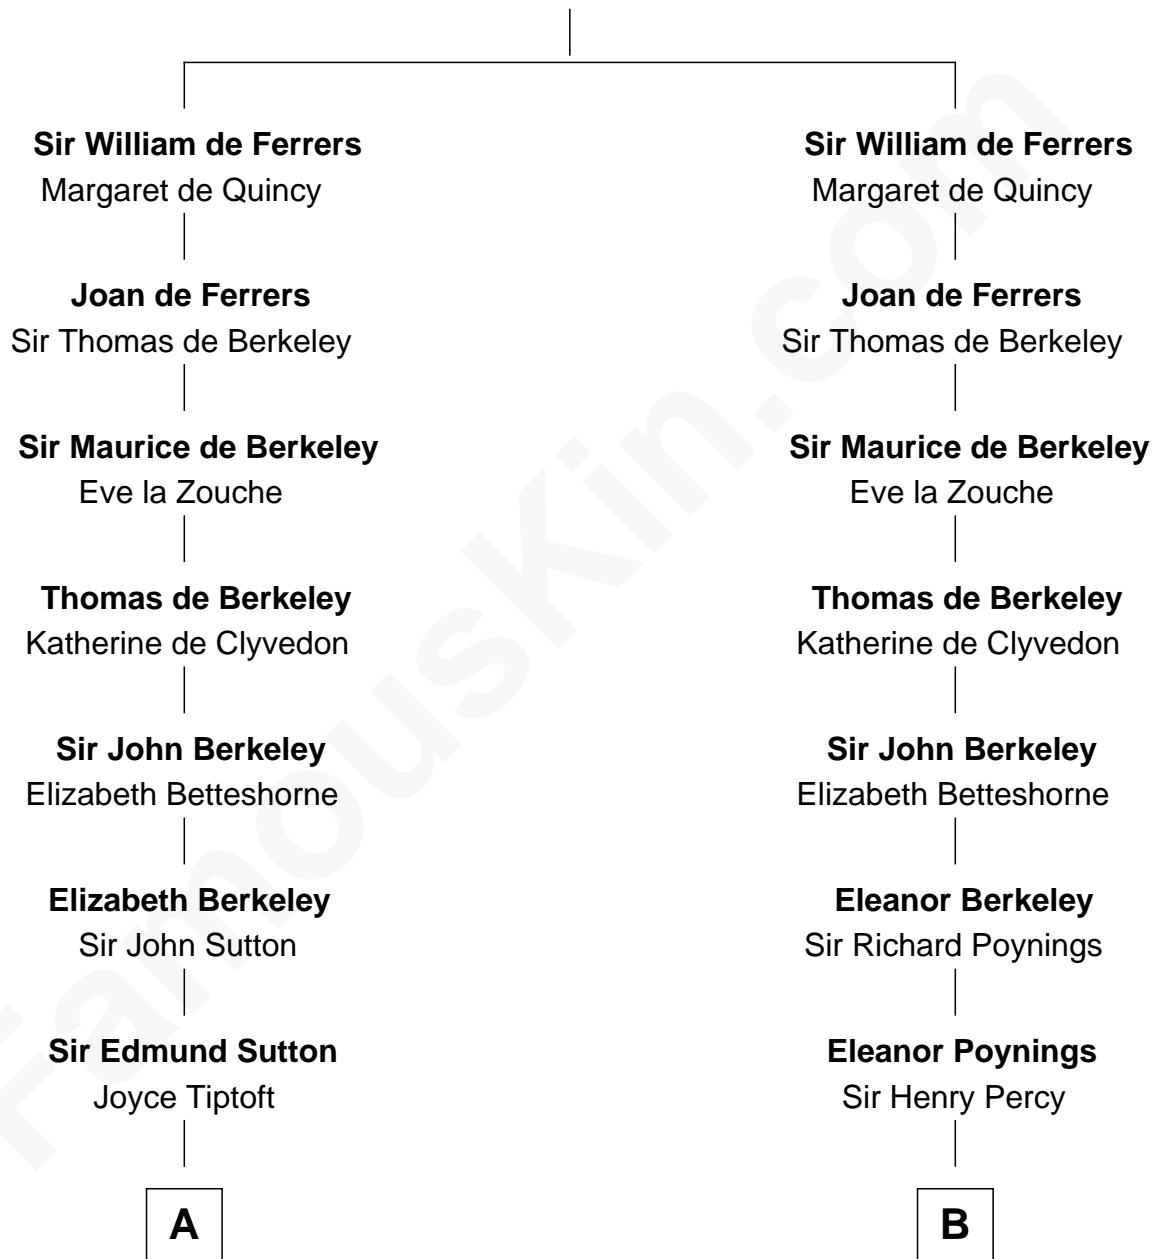 Sir William de Ferrers Sir William de Ferrers
Margaret de Quincy Margaret de Quincy
Joan de Ferrers Joan de Ferrers
Sir Thomas de Berkeley Sir Thomas de Berkeley
Sir Maurice de Berkeley Sir Maurice de Berkeley
Eve la Zouche Eve la Zouche
Thomas de Berkeley Thomas de Berkeley
Katherine de Clyvedon Katherine de Clyvedon
Sir John Berkeley Sir John Berkeley
Elizabeth Betteshorne Elizabeth Betteshorne
Elizabeth Berkeley Eleanor Berkeley
Sir John Sutton Sir Richard Poynings
Sir Edmund Sutton Eleanor Poynings
Joyce Tiptoft Sir Henry Percy
A B
FamousKin.com